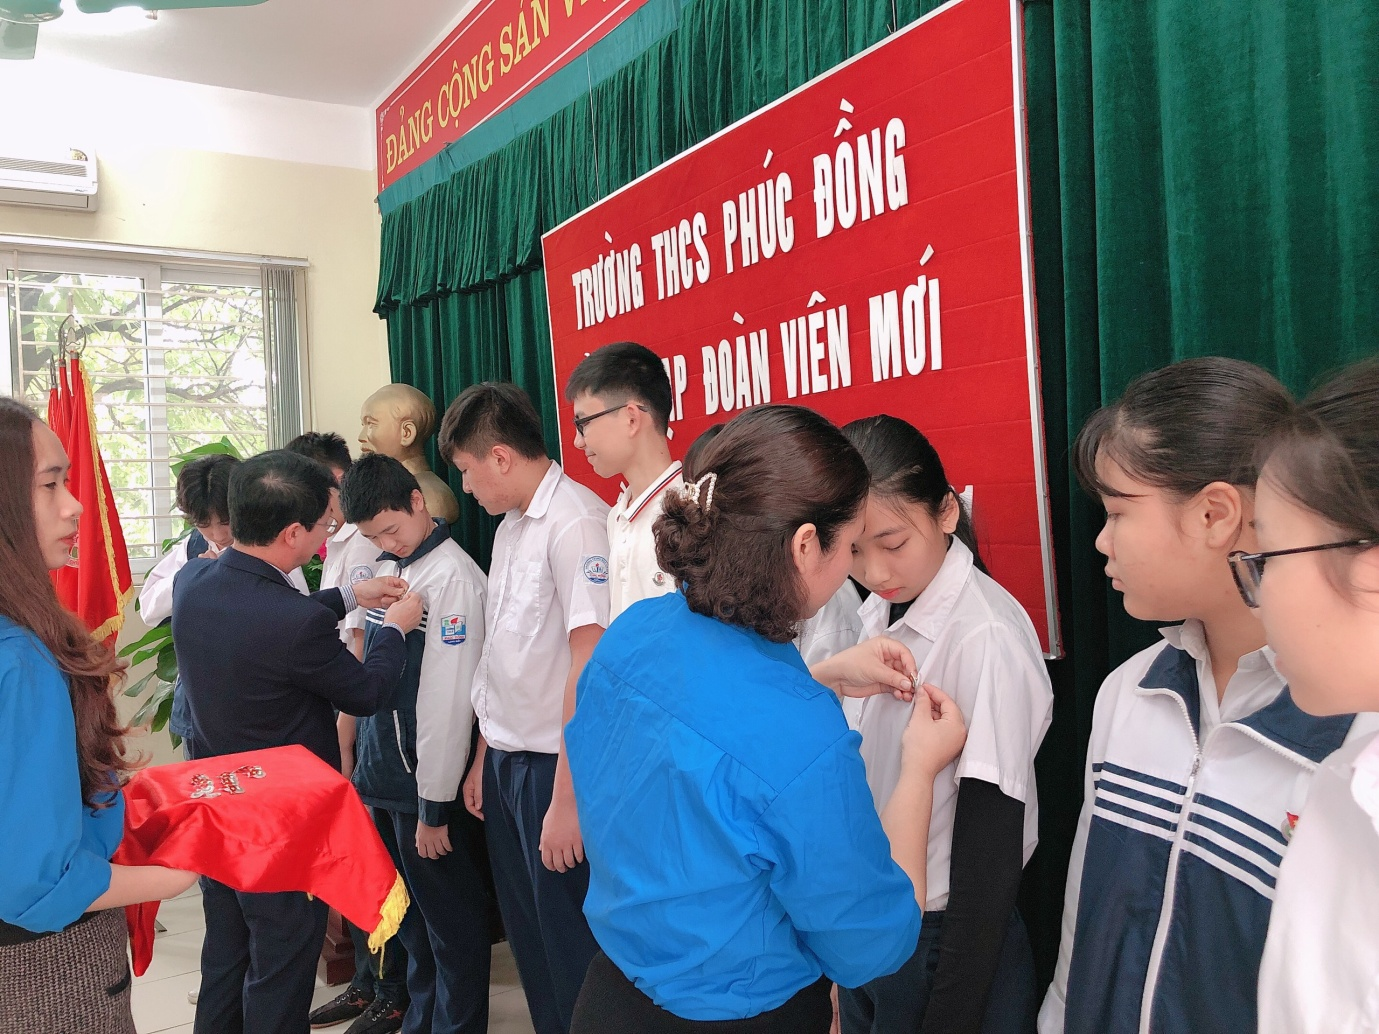 ĐẢNG CỘNG SẢN
TRƯỜNG THCS PHÚC ĐỒNG
ĐOÀN VIÊN MỚI